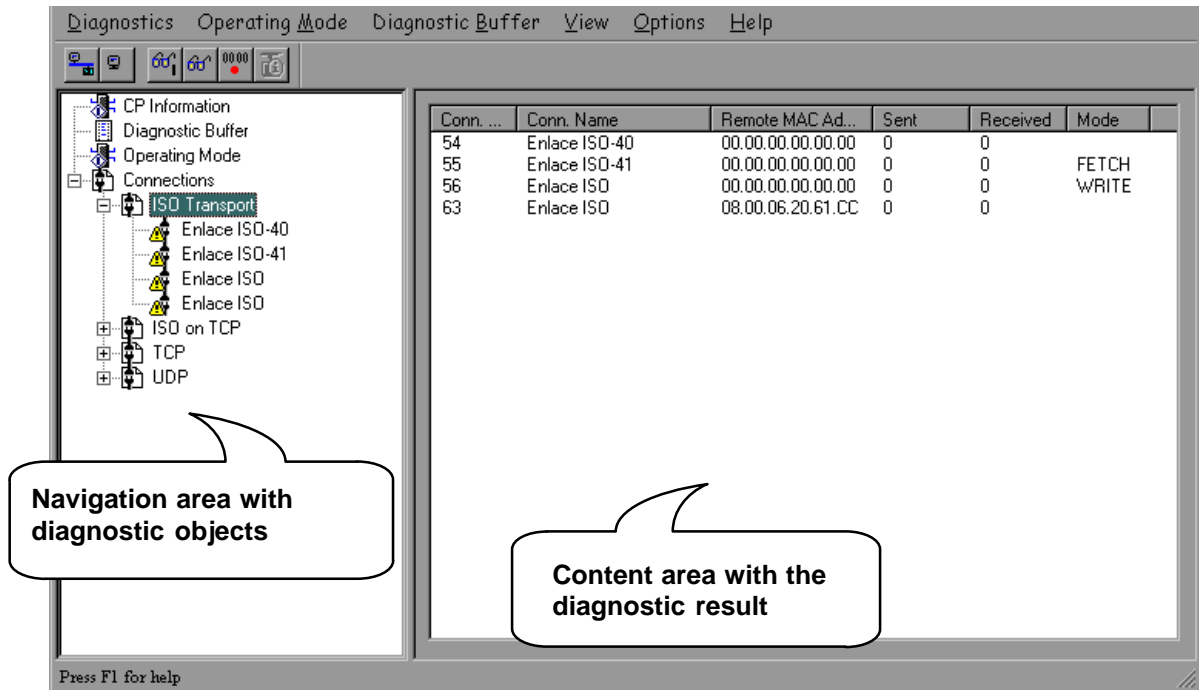 Diagnostics Operating Mode Diagnostic Buffer View Options Help
00 00
CP Information
Diagnostic Buffer
Operating Mode
Connections
ISO Transport
Enlace ISO-40
Enlace ISO-41
Enlace ISO
Enlace ISO
ISO on TCP
TCP
UDP
Conn. ... Conn. Name Remote MAC Ad... Sent Received Mode
54 Enlace ISO-40 00.00.00.00.00.00 0 0
55 Enlace ISO-41 00.00.00.00.00.00 0 0 FETCH
56 Enlace ISO 00.00.00.00.00.00 0 0 WRITE
63 Enlace ISO 08.00.06.20.61.CC 0 0
Navigation area with
diagnostic objects
Content area with the
diagnostic result
Press F1 for help